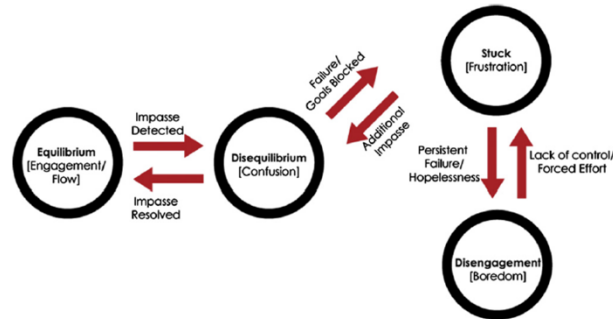 Equilibrium
[Engagement/
Flow]
Impasse
Detected
Impasse
Resolved
Disequilibrium
[Confusion]
Failure/
Goals Blocked
Additional
Impasse
Stuck
[Frustration]
Persistent
Failure/
Hopelessness
Lack of control/
Forced Effort
Disengagement
[Boredom]